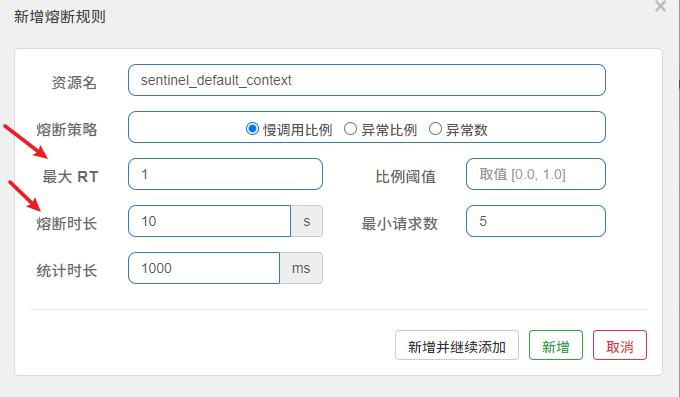 新增熔断规则
资源名 sentinel_default_context
熔断策略 慢调用比例 异常比例 异常数
最大 RT 1 比例阈值 取值 [0.0, 1.0]
熔断时长 10 s 最小请求数 5
统计时长 1000 ms
新增并继续添加 新增 取消